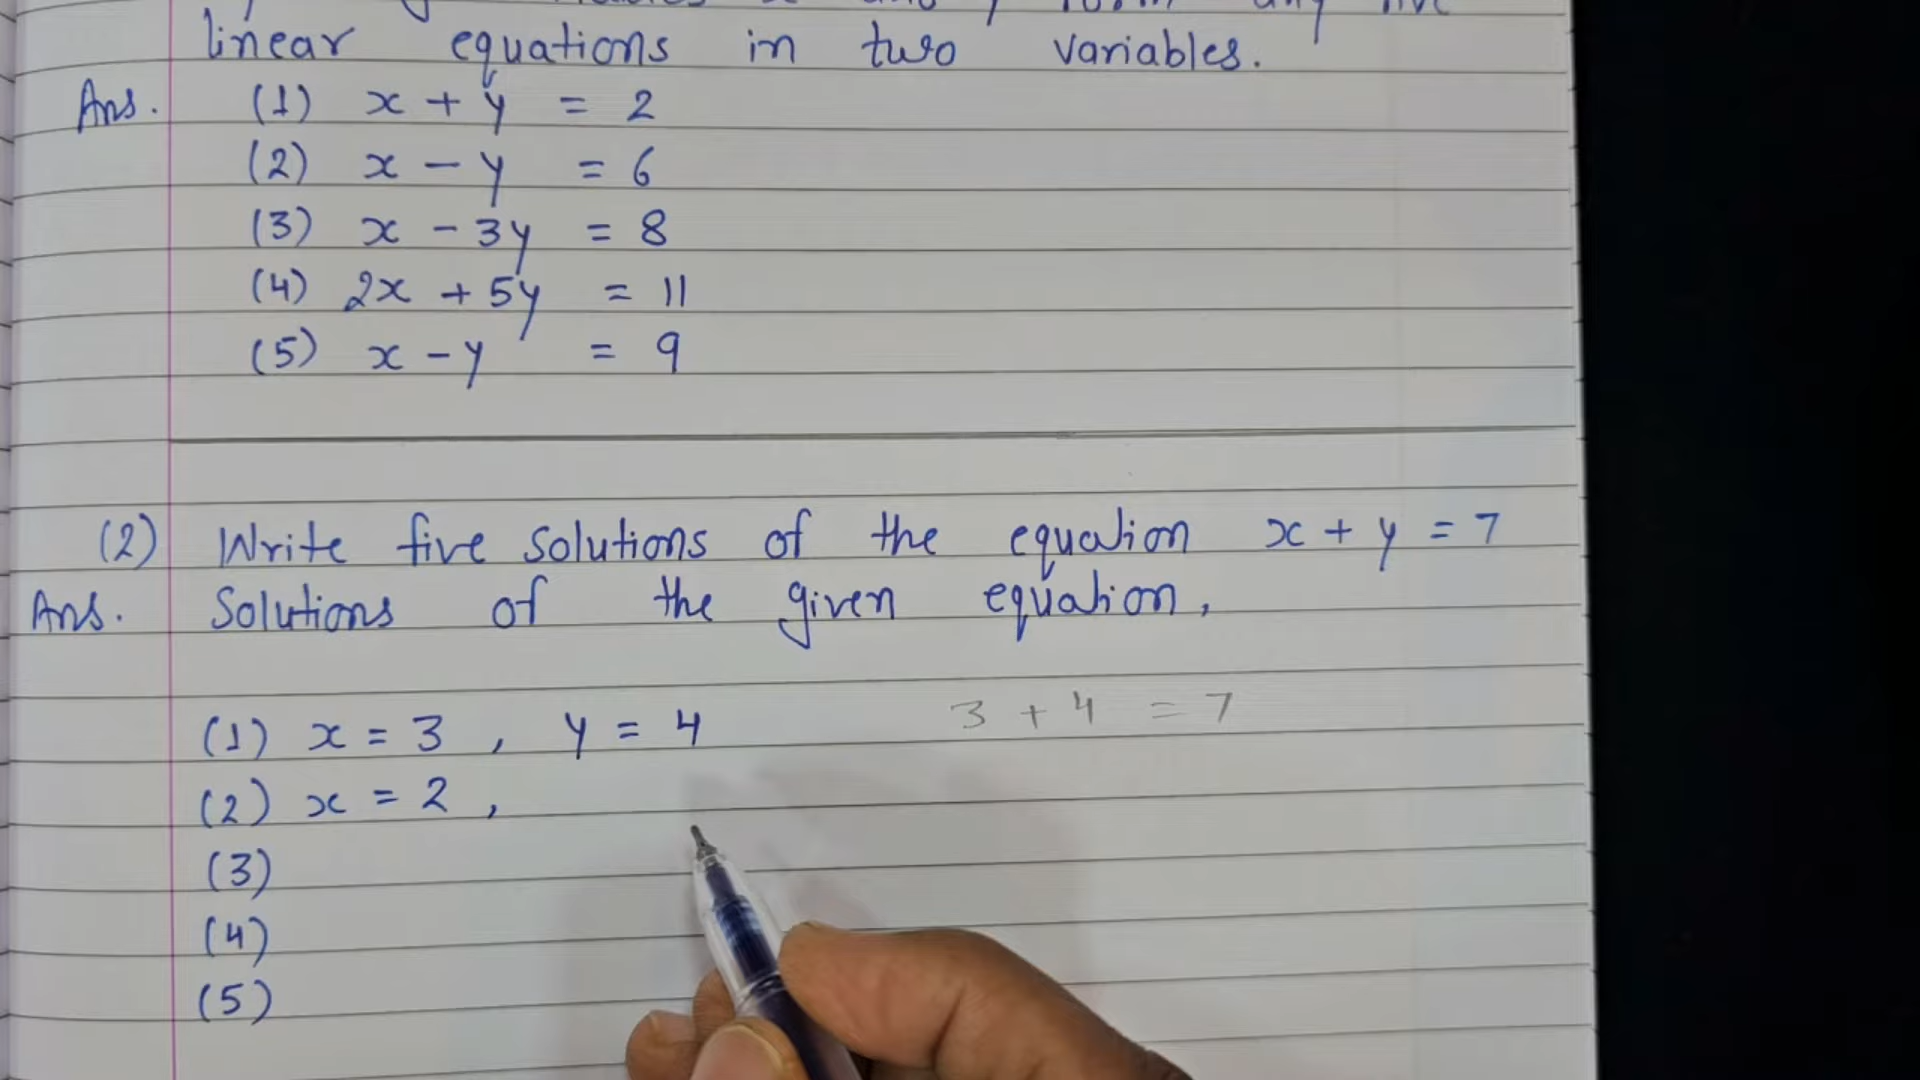 linear equations in two variables.
Ans. (1) x + y = 2
(2) x - y = 6
(3) x - 3y = 8
(4) 2x + 5y = 11
(5) x - y = 9
(2) Write five solutions of the equation x + y = 7
Ans. Solutions of the given equation,
(1) x = 3 , y = 4 3 + 4 = 7
(2) x = 2 ,
(3)
(4)
(5)